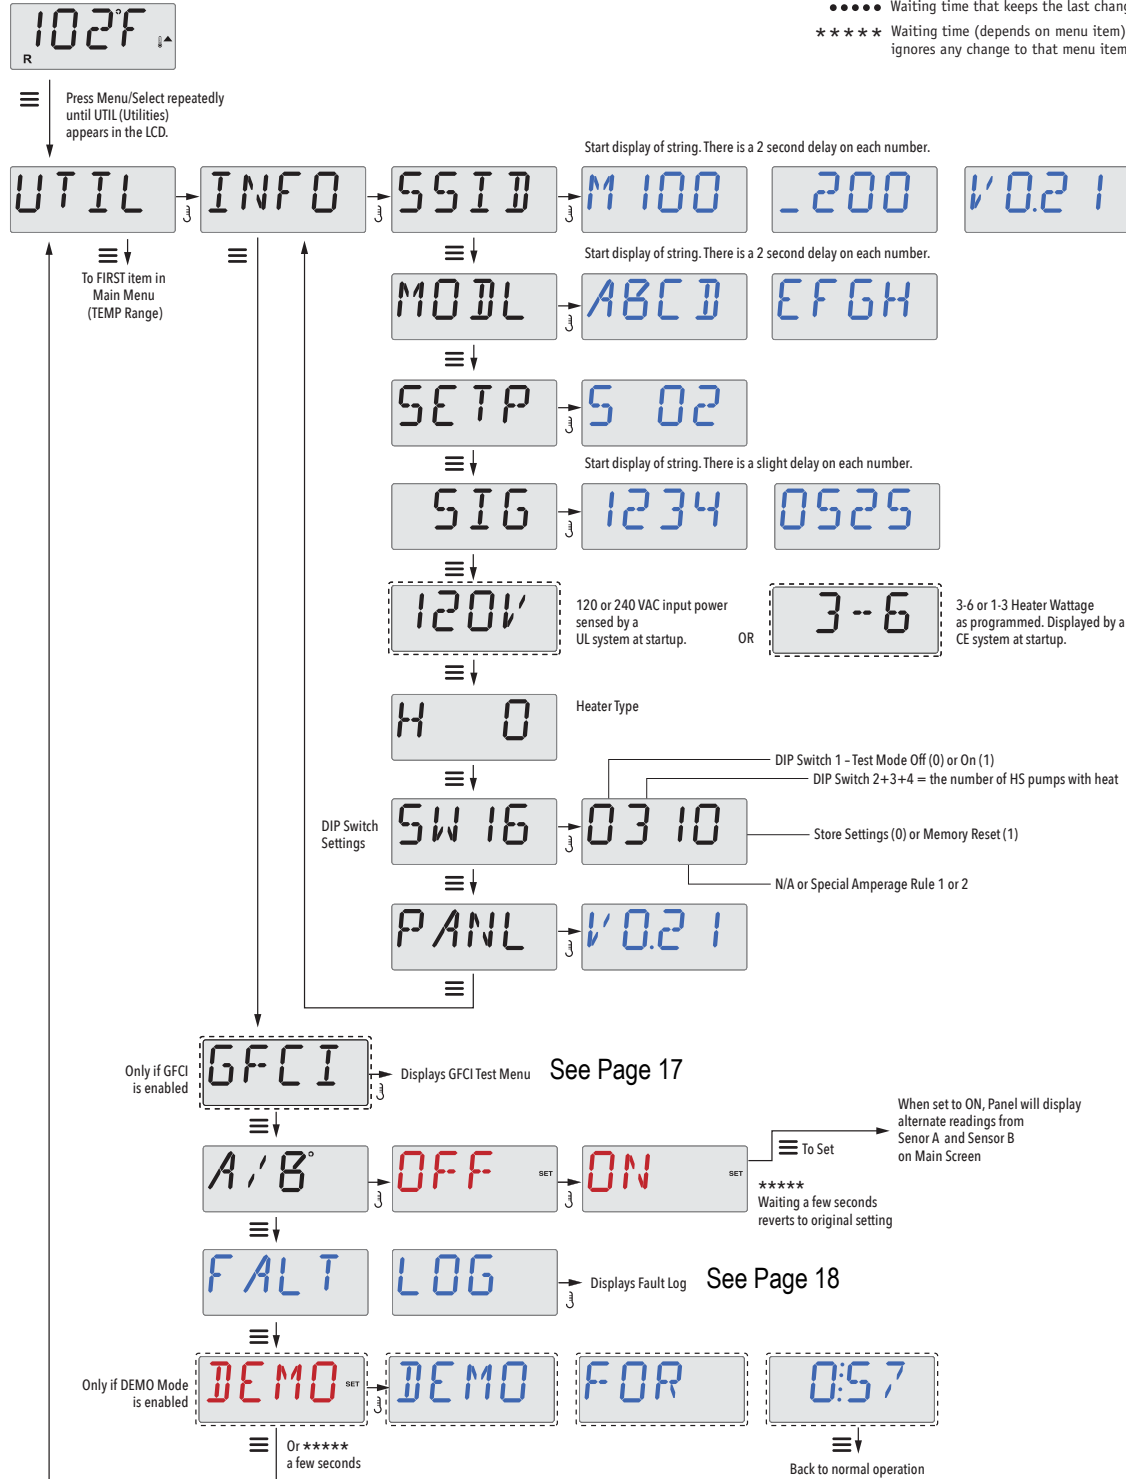 102°F
R
••••• Waiting time that keeps the last chang
***** Waiting time (depends on menu item)
ignores any change to that menu item
Press Menu/Select repeatedly
until UTIL (Utilities)
appears in the LCD.
Start display of string. There is a 2 second delay on each number.
UTIL
INFO
SSID
M100
_200
V0.21
To FIRST item in
Main Menu
(TEMP Range)
Start display of string. There is a 2 second delay on each number.
MODL
ABCD
EFGH
SETP
S 02
Start display of string. There is a slight delay on each number.
SIG
1234
0525
120V
120 or 240 VAC input power
sensed by a
UL system at startup.
OR
3-6
3-6 or 1-3 Heater Wattage
as programmed. Displayed by a
CE system at startup.
H 0
Heater Type
DIP Switch 1 – Test Mode Off (0) or On (1)
DIP Switch 2+3+4 = the number of HS pumps with heat
DIP Switch
Settings
SW16
0310
Store Settings (0) or Memory Reset (1)
N/A or Special Amperage Rule 1 or 2
PANL
V0.21
Only if GFCI
is enabled
GFCI
Displays GFCI Test Menu
See Page 17
A/B°
OFF
SET
ON
SET
To Set
When set to ON, Panel will display
alternate readings from
Senor A and Sensor B
on Main Screen
*****
Waiting a few seconds
reverts to original setting
FALT
LOG
Displays Fault Log
See Page 18
Only if DEMO Mode
is enabled
DEMO
SET
DEMO
FOR
0:57
Or *****
a few seconds
Back to normal operation